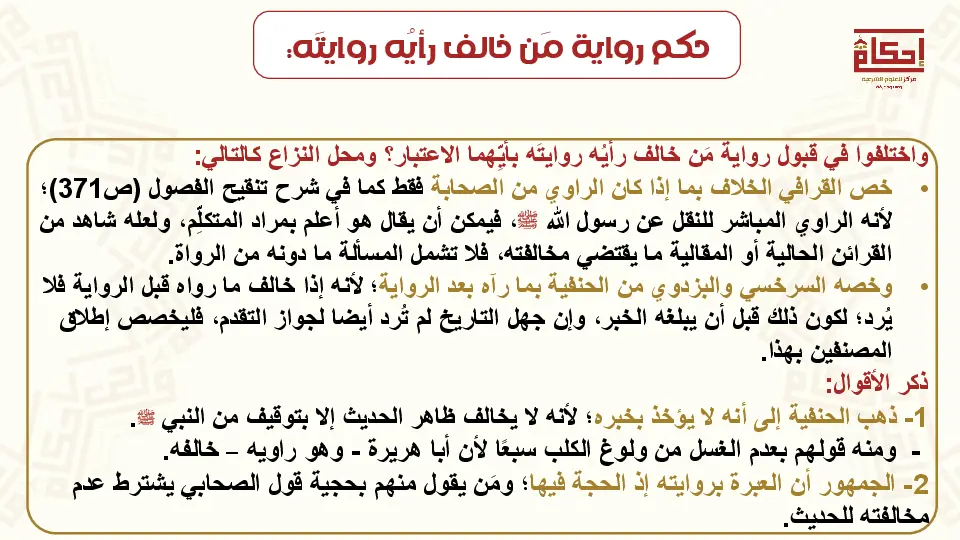 حكم رواية مَن خالف رأيُه روايتَه:
إحكام
مركز للعلوم الشرعية
واختلفوا في قبول رواية مَن خالف رأيُه روايتَه بأيِّهما الاعتبار؟ ومحل النزاع كالتالي:
• خص القرافي الخلاف بما إذا كان الراوي من الصحابة فقط كما في شرح تنقيح الفصول (ص371)؛
لأنه الراوي المباشر للنقل عن رسول الله ﷺ، فيمكن أن يقال هو أعلم بمراد المتكلِّم، ولعله شاهد من
القرائن الحالية أو المقالية ما يقتضي مخالفته، فلا تشمل المسألة ما دونه من الرواة.
• وخصه السرخسي والبزدوي من الحنفية بما رآه بعد الرواية؛ لأنه إذا خالف ما رواه قبل الرواية فلا
يُرد؛ لكون ذلك قبل أن يبلغه الخبر، وإن جهل التاريخ لم تُرد أيضا لجواز التقدم، فليخصص إطلاق
المصنفين بهذا.
ذكر الأقوال:
1- ذهب الحنفية إلى أنه لا يؤخذ بخبره؛ لأنه لا يخالف ظاهر الحديث إلا بتوقيف من النبي ﷺ.
- ومنه قولهم بعدم الغسل من ولوغ الكلب سبعًا لأن أبا هريرة - وهو راويه – خالفه.
2- الجمهور أن العبرة بروايته إذ الحجة فيها؛ ومَن يقول منهم بحجية قول الصحابي يشترط عدم
مخالفته للحديث.